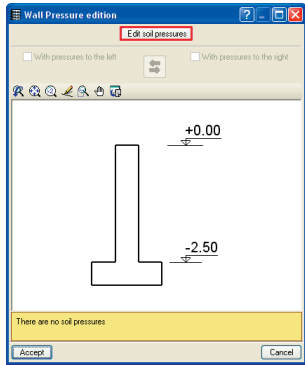 Wall Pressure edition
Edit soil pressures
With pressures to the left
With pressures to the right
+0.00
-2.50
There are no soil pressures
Accept
Cancel